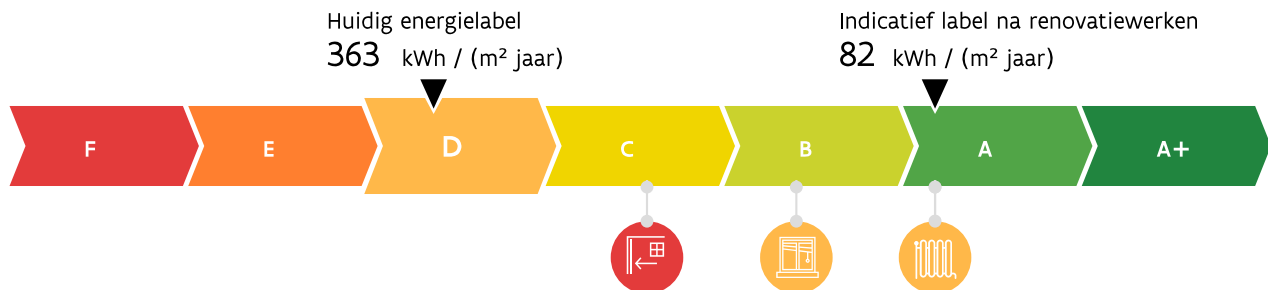 Huidig energielabel
363 kWh / (m² jaar)
Indicatief label na renovatiewerken
82 kWh / (m² jaar)
F E D C B A A+